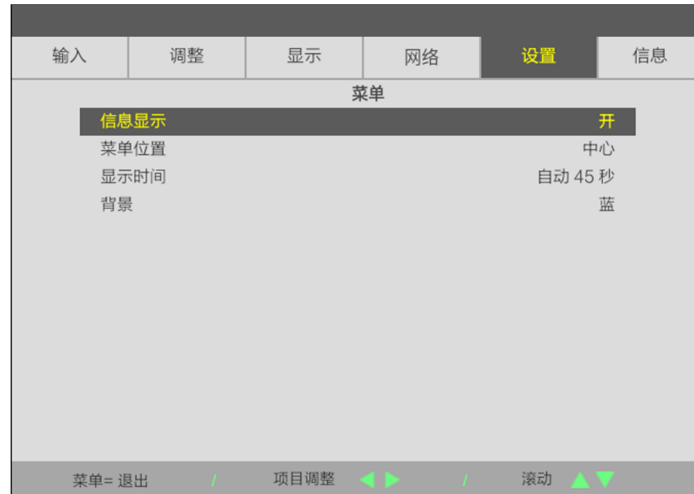 输入 调整 显示 网络 设置 信息
菜单
信息显示 开
菜单位置 中心
显示时间 自动 45 秒
背景 蓝
菜单= 退出 / 项目调整 ◀ ▶ / 滚动 ▲ ▼